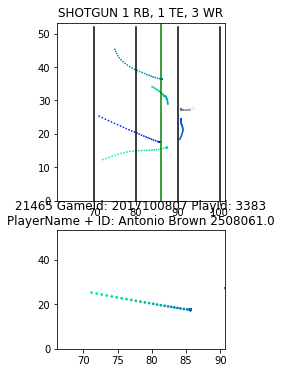 SHOTGUN 1 RB, 1 TE, 3 WR
50
40
30
20
10
0
70 80 90 100
21465 GameId: 2017100807 PlayId: 3383
PlayerName + ID: Antonio Brown 2508061.0
40
20
0
70 75 80 85 90